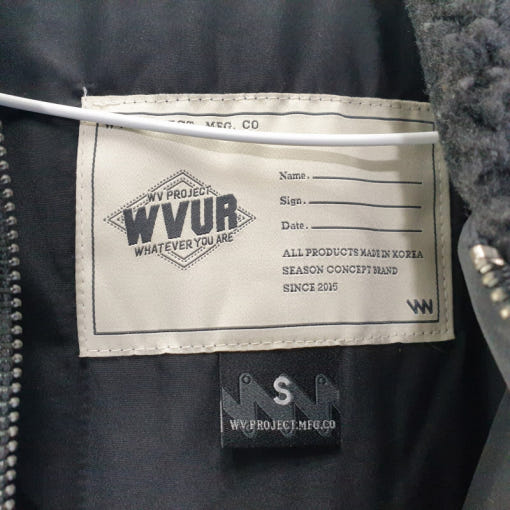 MFG. CO
WV PROJECT
WVUR
WHATEVER YOU ARE
Name.
Sign.
Date.
ALL PRODUCTS MADE IN KOREA
SEASON CONCEPT BRAND
SINCE 2015
S
WV.PROJECT.MFG.CO